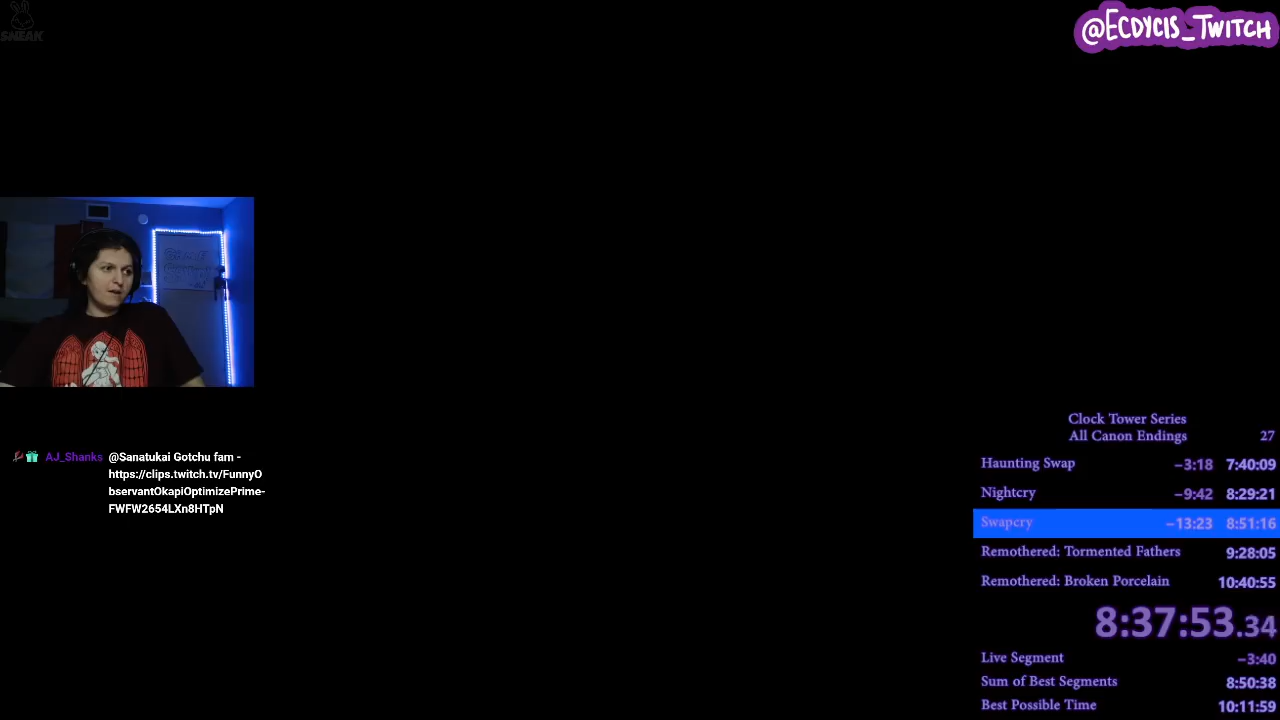 SNEAK
@ECDYCIS_TWITCH
AJ_Shanks @Sanatukai Gotchu fam -
https://clips.twitch.tv/FunnyO
bservantOkapiOptimizePrime-
FWFW2654LXn8HTpN
Clock Tower Series
All Canon Endings 27
Haunting Swap −3:18 7:40:09
Nightcry −9:42 8:29:21
Swapcry −13:23 8:51:16
Remothered: Tormented Fathers 9:28:05
Remothered: Broken Porcelain 10:40:55
8:37:53.34
Live Segment −3:40
Sum of Best Segments 8:50:38
Best Possible Time 10:11:59